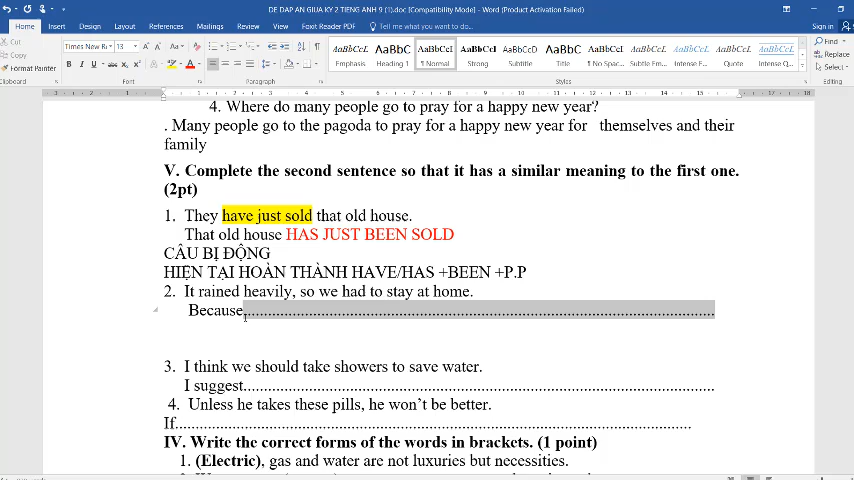 DE DAP AN GIUA KY 2 TIENG ANH 9 (1).doc [Compatibility Mode] - Word (Product Activation Failed)
Home Insert Design Layout References Mailings Review View Foxit Reader PDF Tell me what you want to do... Sign in
Cut
Copy
Format Painter
Times New Ro 13
AaBbCcL AaBbC AaBbCcI AaBbCcI AaBbCcD AaBbC AaBbCcI AaBbCcL AaBbCcL AaBbCcL
Emphasis Heading 1 ¶ Normal Strong Subtitle Title ¶ No Spac... Subtle Em... Quote Intense Q...
Find
Replace
Select
Clipboard Font Paragraph Styles Editing
4. Where do many people go to pray for a happy new year?
. Many people go to the pagoda to pray for a happy new year for themselves and their
family
V. Complete the second sentence so that it has a similar meaning to the first one.
(2pt)
1. They have just sold that old house.
That old house HAS JUST BEEN SOLD
CÂU BỊ ĐỘNG
HIỆN TẠI HOÀN THÀNH HAVE/HAS +BEEN +P.P
2. It rained heavily, so we had to stay at home.
Because....................................................................................................
3. I think we should take showers to save water.
I suggest....................................................................................................
4. Unless he takes these pills, he won't be better.
If..............................................................................................................
IV. Write the correct forms of the words in brackets. (1 point)
1. (Electric), gas and water are not luxuries but necessities.